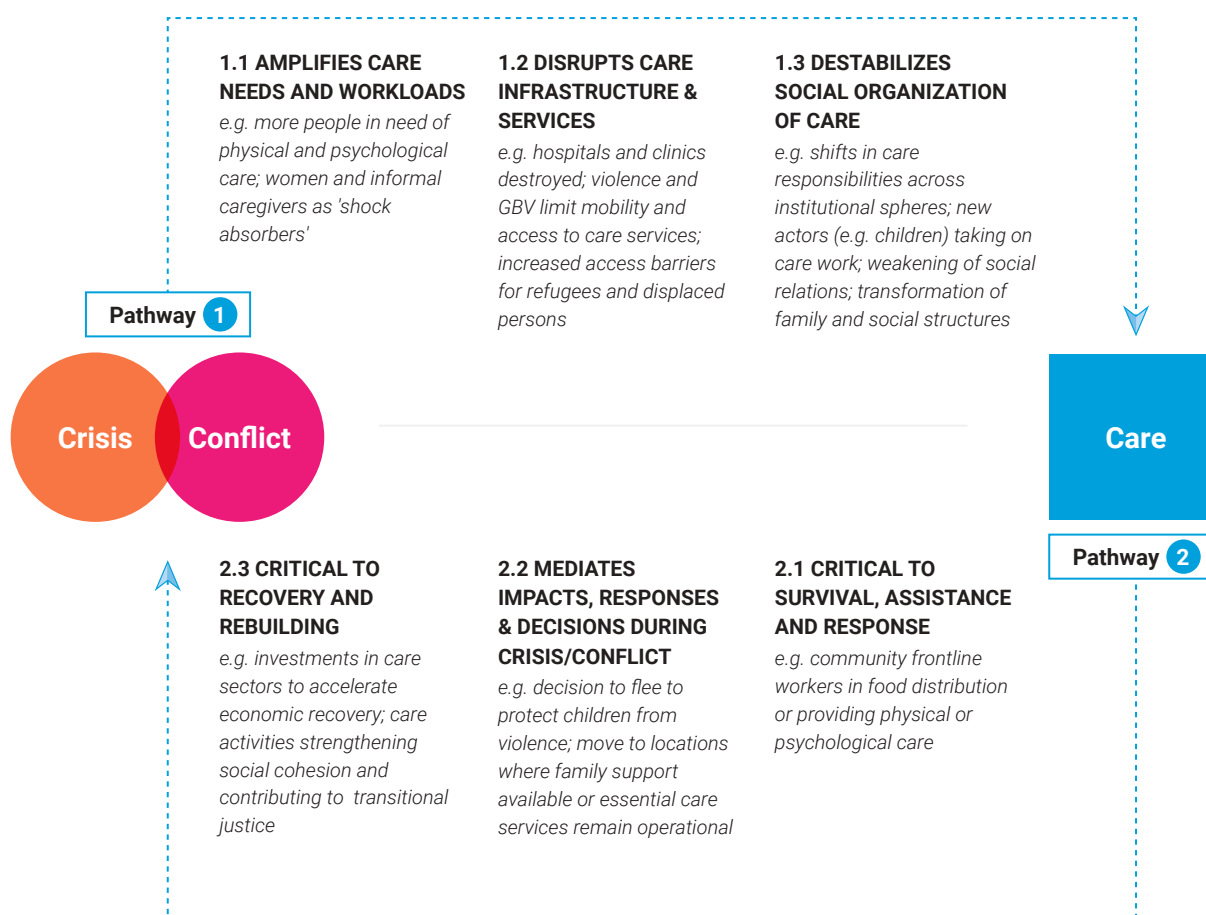 1.1 AMPLIFIES CARE
NEEDS AND WORKLOADS
e.g. more people in need of
physical and psychological
care; women and informal
caregivers as 'shock
absorbers'
1.2 DISRUPTS CARE
INFRASTRUCTURE &
SERVICES
e.g. hospitals and clinics
destroyed; violence and
GBV limit mobility and
access to care services;
increased access barriers
for refugees and displaced
persons
1.3 DESTABILIZES
SOCIAL ORGANIZATION
OF CARE
e.g. shifts in care
responsibilities across
institutional spheres; new
actors (e.g. children) taking on
care work; weakening of social
relations; transformation of
family and social structures
Pathway 1
Crisis
Conflict
Care
Pathway 2
2.3 CRITICAL TO
RECOVERY AND
REBUILDING
e.g. investments in care
sectors to accelerate
economic recovery; care
activities strengthening
social cohesion and
contributing to transitional
justice
2.2 MEDIATES
IMPACTS, RESPONSES
& DECISIONS DURING
CRISIS/CONFLICT
e.g. decision to flee to
protect children from
violence; move to locations
where family support
available or essential care
services remain operational
2.1 CRITICAL TO
SURVIVAL, ASSISTANCE
AND RESPONSE
e.g. community frontline
workers in food distribution
or providing physical or
psychological care